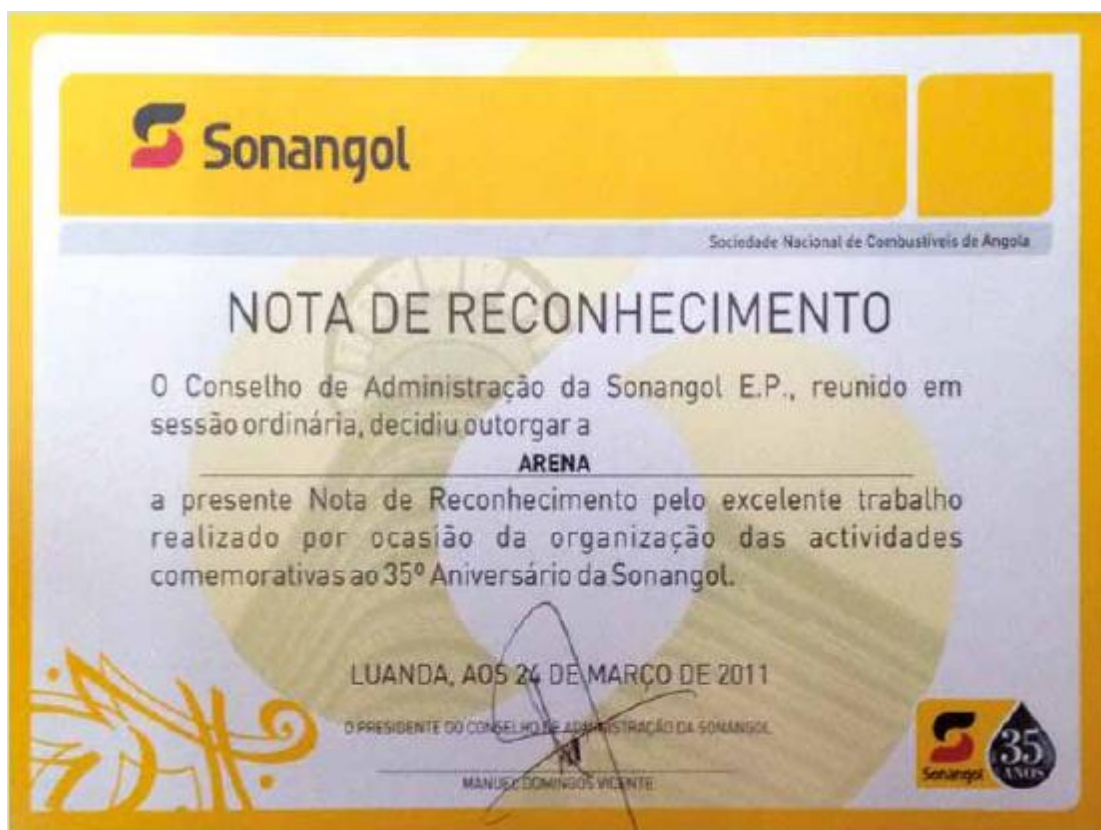 Sonangol
Sociedade Nacional de Combustíveis de Angola
NOTA DE RECONHECIMENTO
O Conselho de Administração da Sonangol E.P., reunido em
sessão ordinária, decidiu outorgar a
ARENA
a presente Nota de Reconhecimento pelo excelente trabalho
realizado por ocasião da organização das actividades
comemorativas ao 35º Aniversário da Sonangol.
LUANDA, AOS 24 DE MARÇO DE 2011
O PRESIDENTE DO CONSELHO DE ADMINISTRAÇÃO DA SONANGOL
MANUEL DOMINGOS VICENTE
Sonangol
35
ANOS